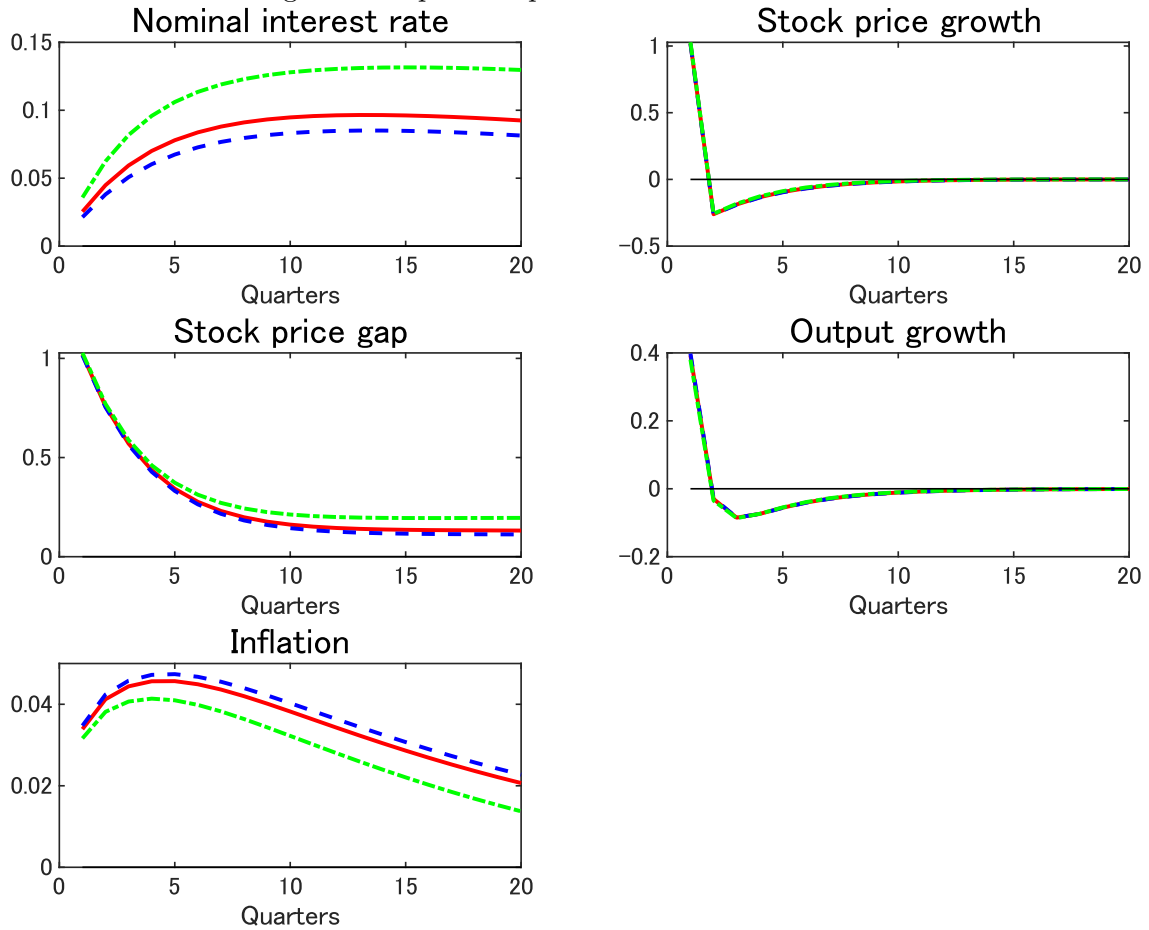 Nominal interest rate
0.15
0.1
0.05
0
0 5 10 15 20
Quarters
Stock price growth
1
0.5
0
−0.5
0 5 10 15 20
Quarters
Stock price gap
1
0.5
0
0 5 10 15 20
Quarters
Output growth
0.4
0.2
0
−0.2
0 5 10 15 20
Quarters
Inflation
0.04
0.02
0
0 5 10 15 20
Quarters